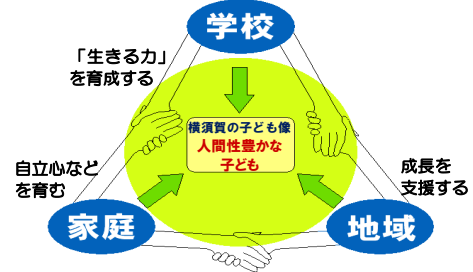 学校
「生きる力」
を育成する
横須賀の子ども像
人間性豊かな
子ども
自立心など
を育む
成長を
支援する
家庭
地域